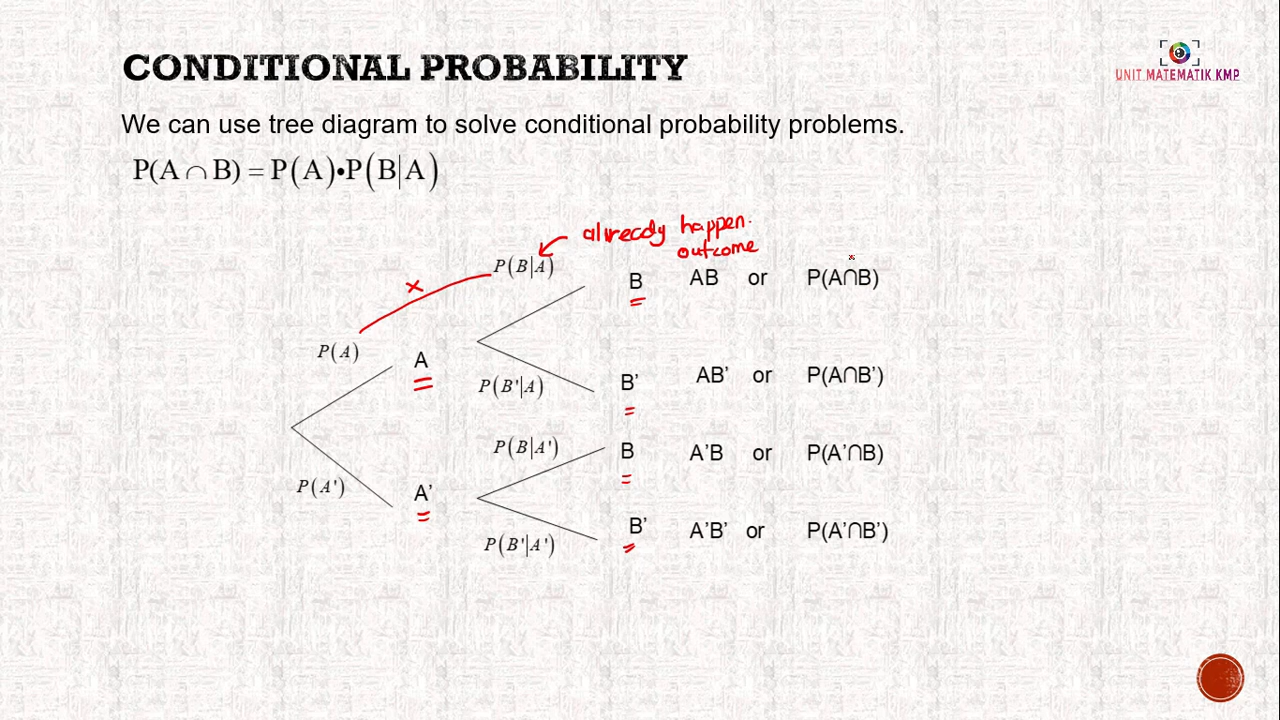 CONDITIONAL PROBABILITY
UNIT MATEMATIK KMP
We can use tree diagram to solve conditional probability problems.
P(A ∩ B) = P(A)•P(B|A)
already happen.
outcome
P(B|A)
×
B AB or P(A∩B)
P(A)
A
P(B'|A)
B’ AB’ or P(A∩B’)
P(B|A')
B A’B or P(A’∩B)
P(A')
A’
P(B'|A')
B’ A’B’ or P(A’∩B’)